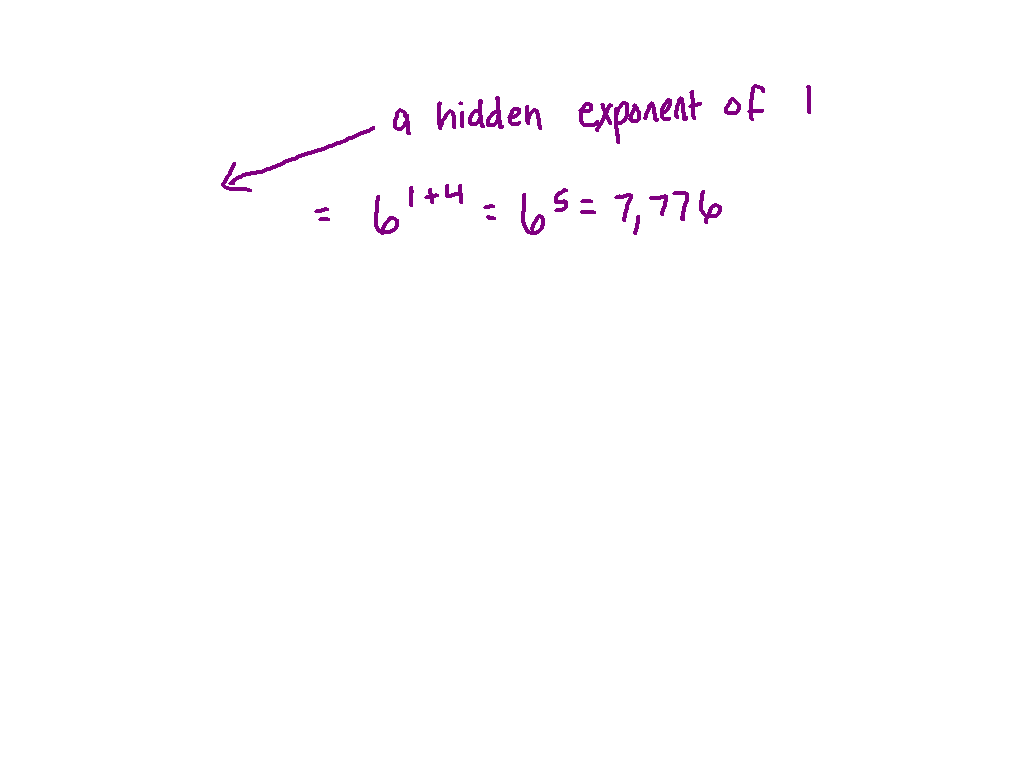 a hidden exponent of 1
= 6^{1+4} = 6^5 = 7,776